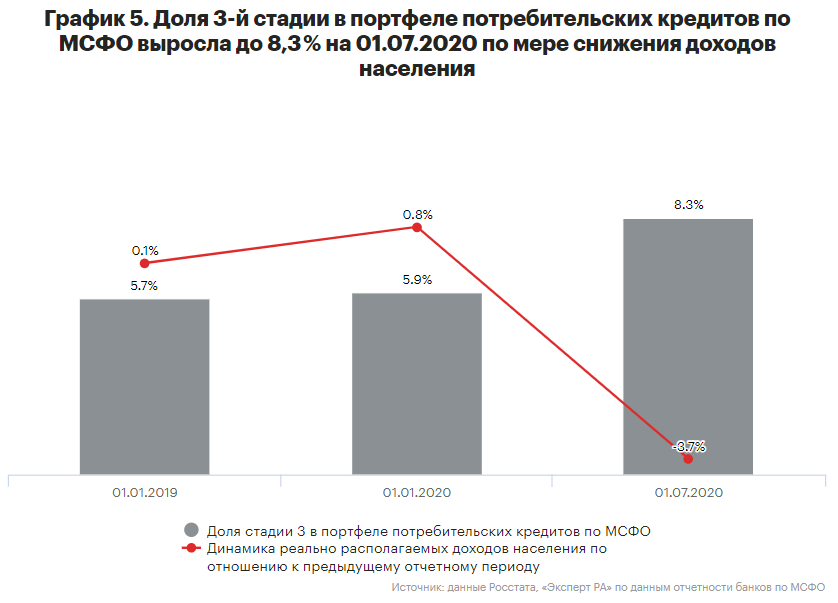 График 5. Доля 3-й стадии в портфеле потребительских кредитов по
МСФО выросла до 8,3% на 01.07.2020 по мере снижения доходов
населения
8.3%
0.8%
0.1%
5.7%
5.9%
-3.7%
01.01.2019
01.01.2020
01.07.2020
Доля стадии 3 в портфеле потребительских кредитов по МСФО
Динамика реально располагаемых доходов населения по
отношению к предыдущему отчетному периоду
Источник: данные Росстата, «Эксперт РА» по данным отчетности банков по МСФО